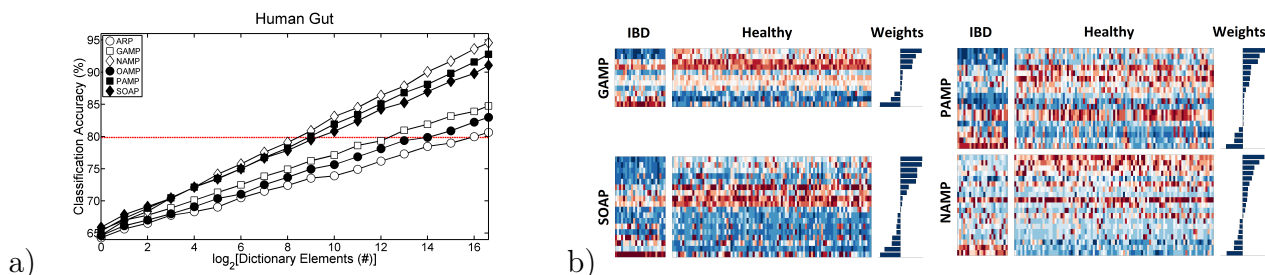 Human Gut
95
90
85
80
75
70
65
Classification Accuracy (%)
ARP
GAMP
NAMP
OAMP
PAMP
SOAP
2 4 6 8 10 12 14 16
log2[Dictionary Elements (#)]
a)
IBD Healthy Weights
GAMP
SOAP
b)
IBD Healthy Weights
PAMP
NAMP